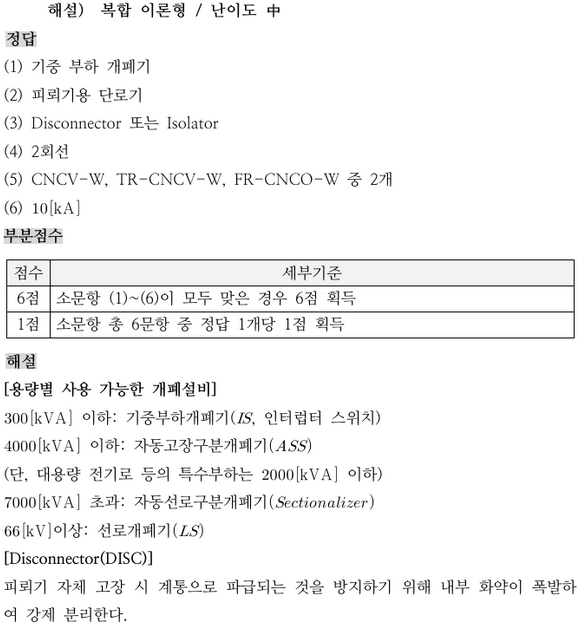 해설) 복합 이론형 / 난이도 中
정답
(1) 기중 부하 개폐기
(2) 피뢰기용 단로기
(3) Disconnector 또는 Isolator
(4) 2회선
(5) CNCV-W, TR-CNCV-W, FR-CNCO-W 중 2개
(6) 10[kA]
부분점수
점수 세부기준
6점 소문항 (1)~(6)이 모두 맞은 경우 6점 획득
1점 소문항 총 6문항 중 정답 1개당 1점 획득
해설
[용량별 사용 가능한 개폐설비]
300[kVA] 이하: 기중부하개폐기(IS, 인터럽터 스위치)
4000[kVA] 이하: 자동고장구분개폐기(ASS)
(단, 대용량 전기로 등의 특수부하는 2000[kVA] 이하)
7000[kVA] 초과: 자동선로구분개폐기(Sectionalizer)
66[kV]이상: 선로개폐기(LS)
[Disconnector(DISC)]
피뢰기 자체 고장 시 계통으로 파급되는 것을 방지하기 위해 내부 화약이 폭발하
여 강제 분리한다.